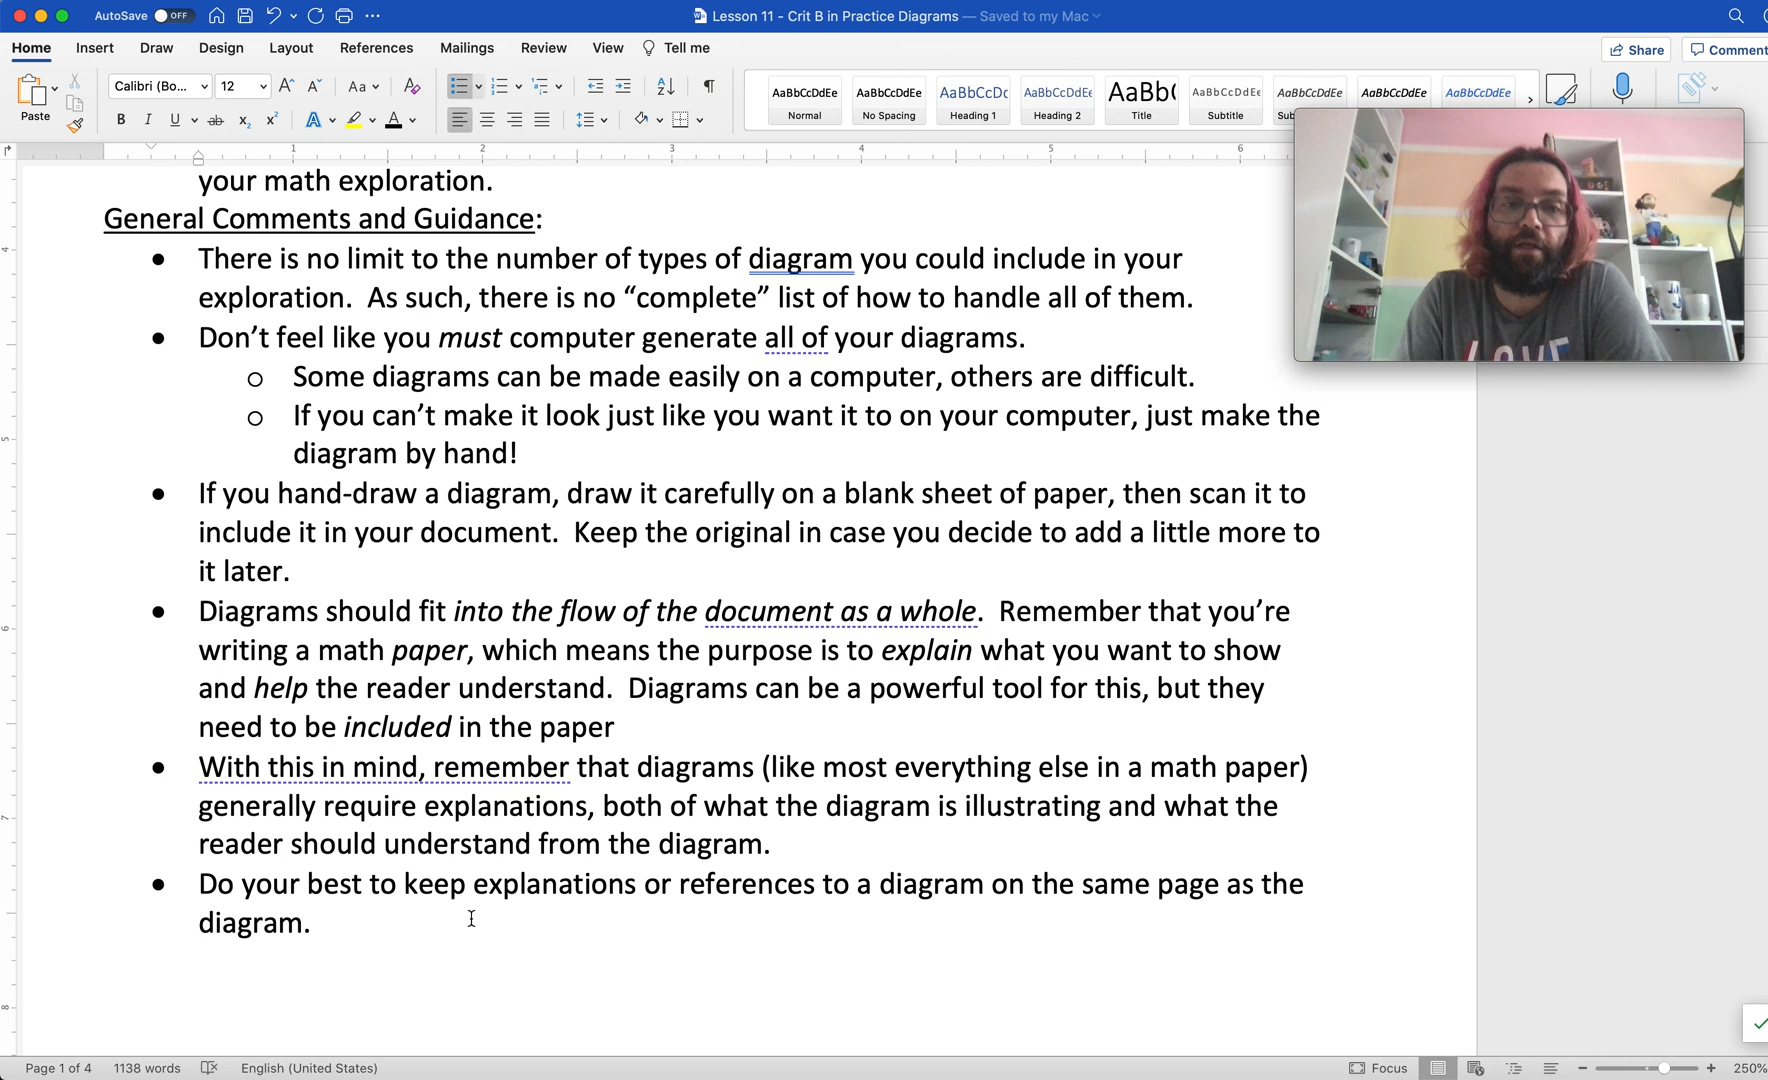 AutoSave OFF
Lesson 11 - Crit B in Practice Diagrams — Saved to my Mac
Home Insert Draw Design Layout References Mailings Review View Tell me
Share Comment
Paste
Calibri (Bo... 12
AaBbCcDdEe
Normal
AaBbCcDdEe
No Spacing
AaBbCcDc
Heading 1
AaBbCcDdEe
Heading 2
AaBb(
Title
AaBbCcDdEe
Subtitle
AaBbCcDdEe
AaBbCcDdEe
AaBbCcDdEe
your math exploration.
General Comments and Guidance:
• There is no limit to the number of types of diagram you could include in your
exploration. As such, there is no “complete” list of how to handle all of them.
• Don’t feel like you must computer generate all of your diagrams.
o Some diagrams can be made easily on a computer, others are difficult.
o If you can’t make it look just like you want it to on your computer, just make the
diagram by hand!
• If you hand-draw a diagram, draw it carefully on a blank sheet of paper, then scan it to
include it in your document. Keep the original in case you decide to add a little more to
it later.
• Diagrams should fit into the flow of the document as a whole. Remember that you’re
writing a math paper, which means the purpose is to explain what you want to show
and help the reader understand. Diagrams can be a powerful tool for this, but they
need to be included in the paper
• With this in mind, remember that diagrams (like most everything else in a math paper)
generally require explanations, both of what the diagram is illustrating and what the
reader should understand from the diagram.
• Do your best to keep explanations or references to a diagram on the same page as the
diagram.
Page 1 of 4 1138 words English (United States) Focus 250%